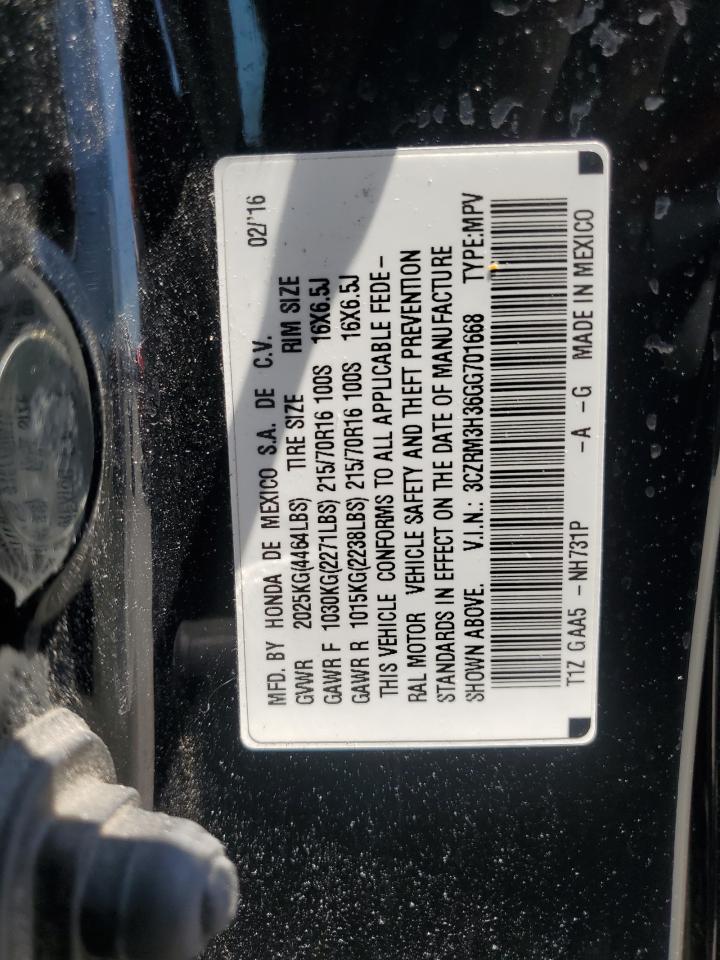 MFD. BY HONDA DE MEXICO S.A. DE C.V. 02/'16
GVWR 2025KG(4464LBS) TIRE SIZE RIM SIZE
GAWR F 1030KG(2271LBS) 215/70R16 100S 16X6.5J
GAWR R 1015KG(2238LBS) 215/70R16 100S 16X6.5J
THIS VEHICLE CONFORMS TO ALL APPLICABLE FEDE-
RAL MOTOR VEHICLE SAFETY AND THEFT PREVENTION
STANDARDS IN EFFECT ON THE DATE OF MANUFACTURE
SHOWN ABOVE. V.I.N.: 3CZRM3H36GG701668 TYPE:MPV
T1Z GAA5 -NH731P -A -G MADE IN MEXICO